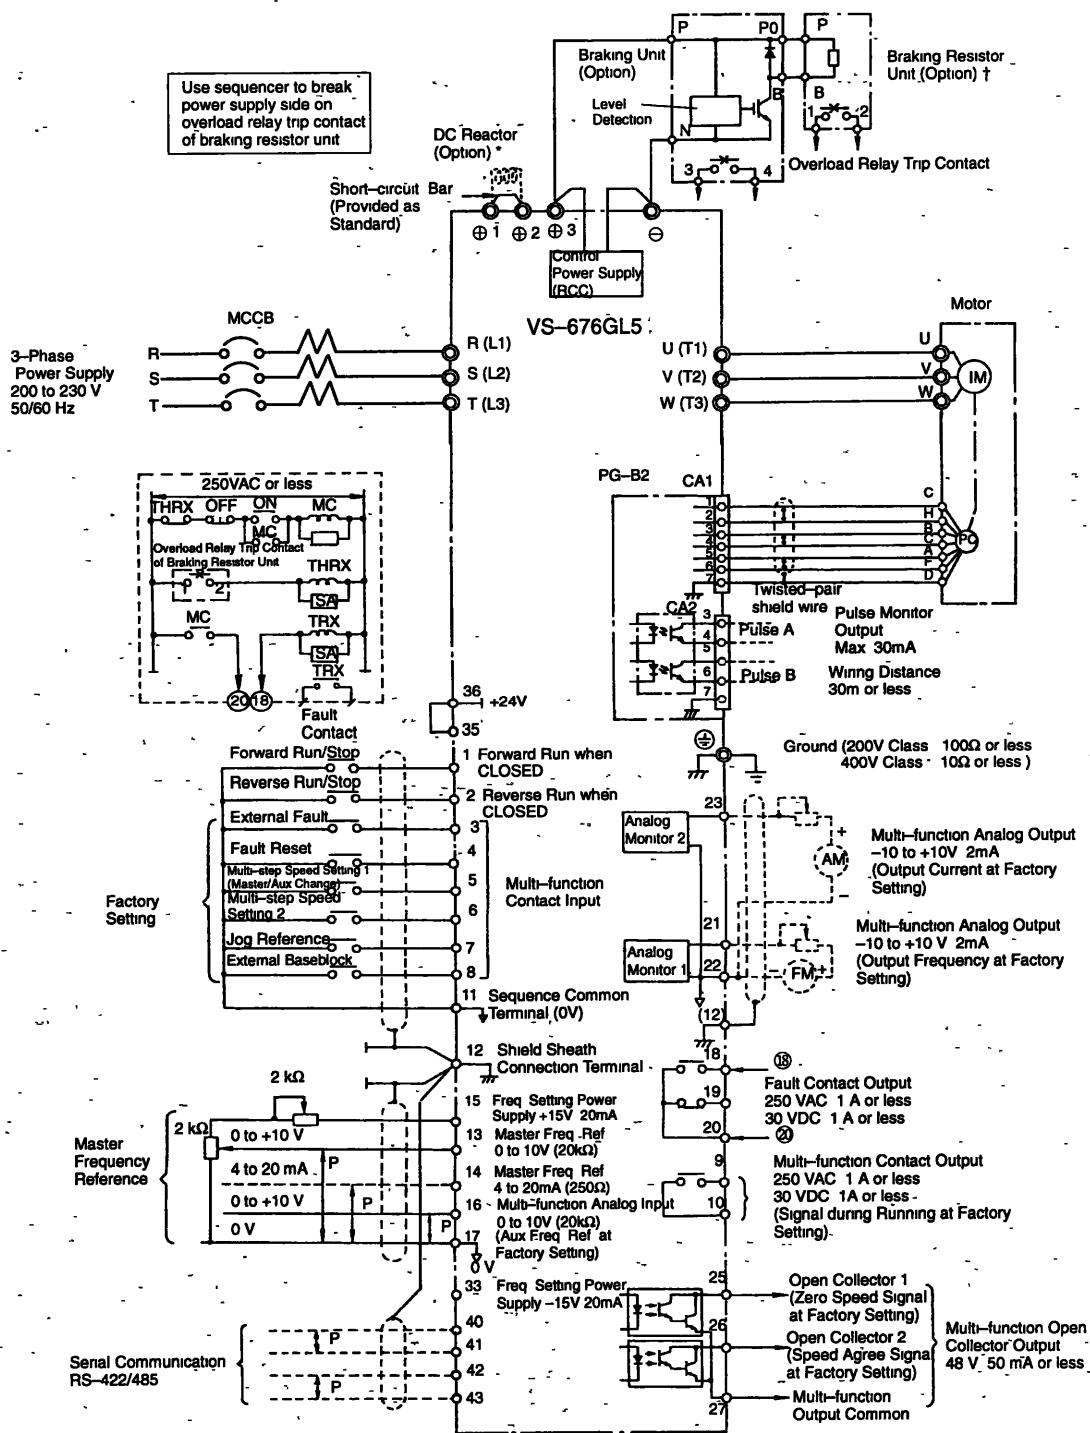 Use sequencer to break
power supply side on
overload relay trip contact
of braking resistor unit
Braking Unit
(Option)
Level
Detection
P
P0
B
N
3
4
P
B
1
2
Braking Resistor
Unit (Option) †
Overload Relay Trip Contact
DC Reactor
(Option) *
Short-circuit Bar
(Provided as
Standard)
⊕ 1
⊕ 2
⊕ 3
⊖
Control
Power Supply
(RCC)
VS-676GL5
MCCB
3-Phase
Power Supply
200 to 230 V
50/60 Hz
R
S
T
R (L1)
S (L2)
T (L3)
U (T1)
V (T2)
W (T3)
Motor
U
V
W
IM
250VAC or less
THRX
OFF
ON
MC
MC
Overload Relay Trip Contact
of Braking Resistor Unit
1
2
THRX
SA
MC
TRX
SA
TRX
20
18
Fault
Contact
PG-B2
CA1
1
2
3
4
5
6
7
C
H
B
C
A
F
D
PG
Twisted-pair
shield wire
CA2
3
4
5
6
7
Pulse A
Pulse B
Pulse Monitor
Output
Max 30mA
Wiring Distance
30m or less
36
+24V
35
Ground (200V Class 100Ω or less
400V Class 10Ω or less )
Forward Run/Stop
1 Forward Run when
CLOSED
Reverse Run/Stop
2 Reverse Run when
CLOSED
External Fault
3
Fault Reset
4
Multi-step Speed Setting 1
(Master/Aux Change)
5
Multi-step Speed
Setting 2
6
Jog Reference
7
External Baseblock
8
Factory
Setting
Multi-function
Contact Input
11 Sequence Common
Terminal (0V)
12 Shield Sheath
Connection Terminal
23
Analog
Monitor 2
AM
+
−
Multi-function Analog Output
-10 to +10V 2mA
(Output Current at Factory
Setting)
21
Analog
Monitor 1
22
− FM +
Multi-function Analog Output
-10 to +10 V 2mA
(Output Frequency at Factory
Setting)
(12)
18
⑱
19
20
⑳
Fault Contact Output
250 VAC 1 A or less
30 VDC 1 A or less
9
10
Multi-function Contact Output
250 VAC 1 A or less
30 VDC 1A or less
(Signal during Running at Factory
Setting)
2 kΩ
2 kΩ
Master
Frequency
Reference
0 to +10 V
4 to 20 mA
0 to +10 V
0 V
P
P
P
15 Freq Setting Power
Supply +15V 20mA
13 Master Freq Ref
0 to 10V (20kΩ)
14 Master Freq Ref
4 to 20mA (250Ω)
16 Multi-function Analog Input
0 to 10V (20kΩ)
(Aux Freq Ref at
Factory Setting)
17
0 V
33 Freq Setting Power
Supply -15V 20mA
Serial Communication
RS-422/485
P
P
40
41
42
43
25
Open Collector 1
(Zero Speed Signal
at Factory Setting)
26
Open Collector 2
(Speed Agree Signal
at Factory Setting)
27
Multi-function
Output Common
Multi-function Open
Collector Output
48 V 50 mA or less